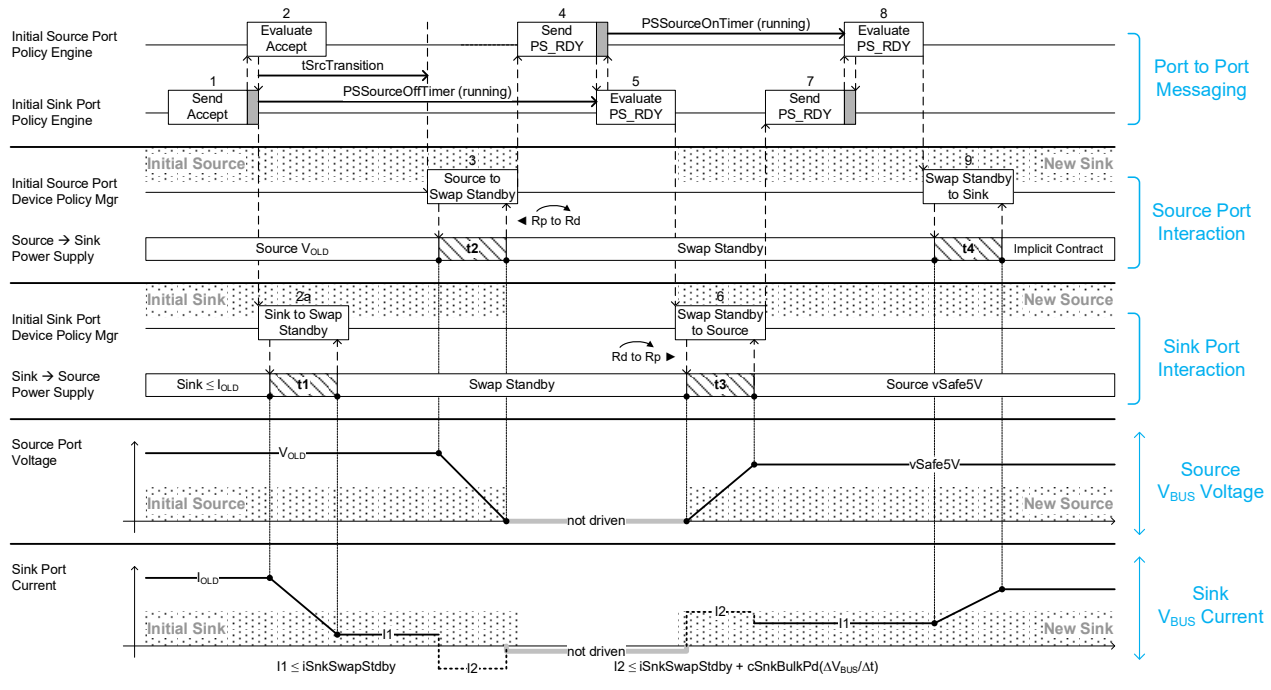 2
4
8
Initial Source Port
Policy Engine
Evaluate
Accept
Send
PS_RDY
PSSourceOnTimer (running)
Evaluate
PS_RDY
tSrcTransition
1
5
7
Port to Port
Messaging
Initial Sink Port
Policy Engine
Send
Accept
PSSourceOffTimer (running)
Evaluate
PS_RDY
Send
PS_RDY
Initial Source
New Sink
3
9
Initial Source Port
Device Policy Mgr
Source to
Swap Standby
Swap Standby
to Sink
Rp to Rd
Source Port
Interaction
Source → Sink
Power Supply
Source VOLD
t2
Swap Standby
t4
Implicit Contract
Initial Sink
New Source
2a
6
Initial Sink Port
Device Policy Mgr
Sink to Swap
Standby
Swap Standby
to Source
Rd to Rp
Sink Port
Interaction
Sink → Source
Power Supply
Sink ≤ IOLD
t1
Swap Standby
t3
Source vSafe5V
Source Port
Voltage
VOLD
vSafe5V
Initial Source
New Source
not driven
Source
VBUS Voltage
Sink Port
Current
IOLD
I2
I1
I1
Initial Sink
New Sink
not driven
I2
I1 ≤ iSnkSwapStdby
I2 ≤ iSnkSwapStdby + cSnkBulkPd(ΔVBUS/Δt)
Sink
VBUS Current